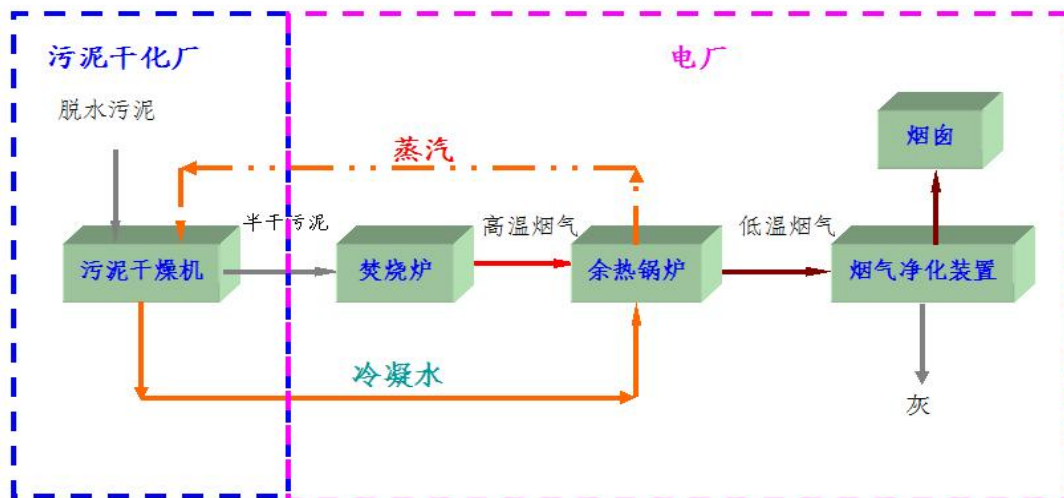 污泥干化厂
电厂
脱水污泥
烟囱
蒸汽
半干污泥
高温烟气
低温烟气
污泥干燥机
焚烧炉
余热锅炉
烟气净化装置
冷凝水
灰